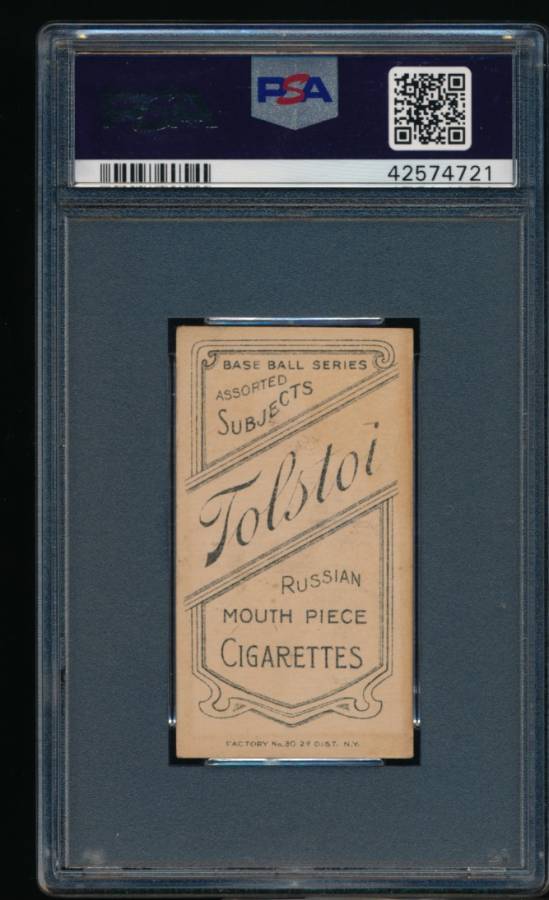 PSA
42574721
BASE BALL SERIES
ASSORTED
SUBJECTS
Tolstoi
RUSSIAN
MOUTH PIECE
CIGARETTES
FACTORY No. 30 2ND DIST. N.Y.